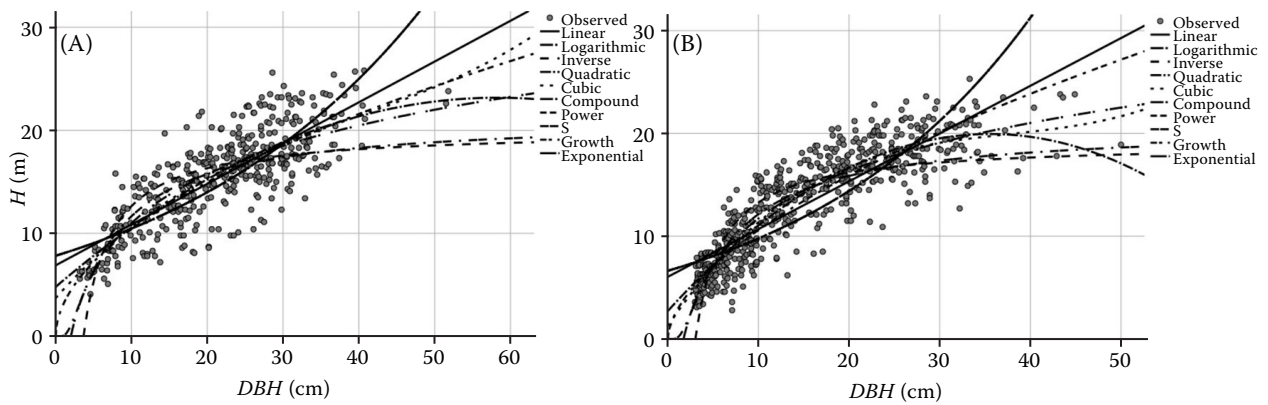 (A)
H (m)
30
20
10
0
0 10 20 30 40 50 60
DBH (cm)
Observed
Linear
Logarithmic
Inverse
Quadratic
Cubic
Compound
Power
S
Growth
Exponential
(B)
30
20
10
0
0 10 20 30 40 50
DBH (cm)
Observed
Linear
Logarithmic
Inverse
Quadratic
Cubic
Compound
Power
S
Growth
Exponential